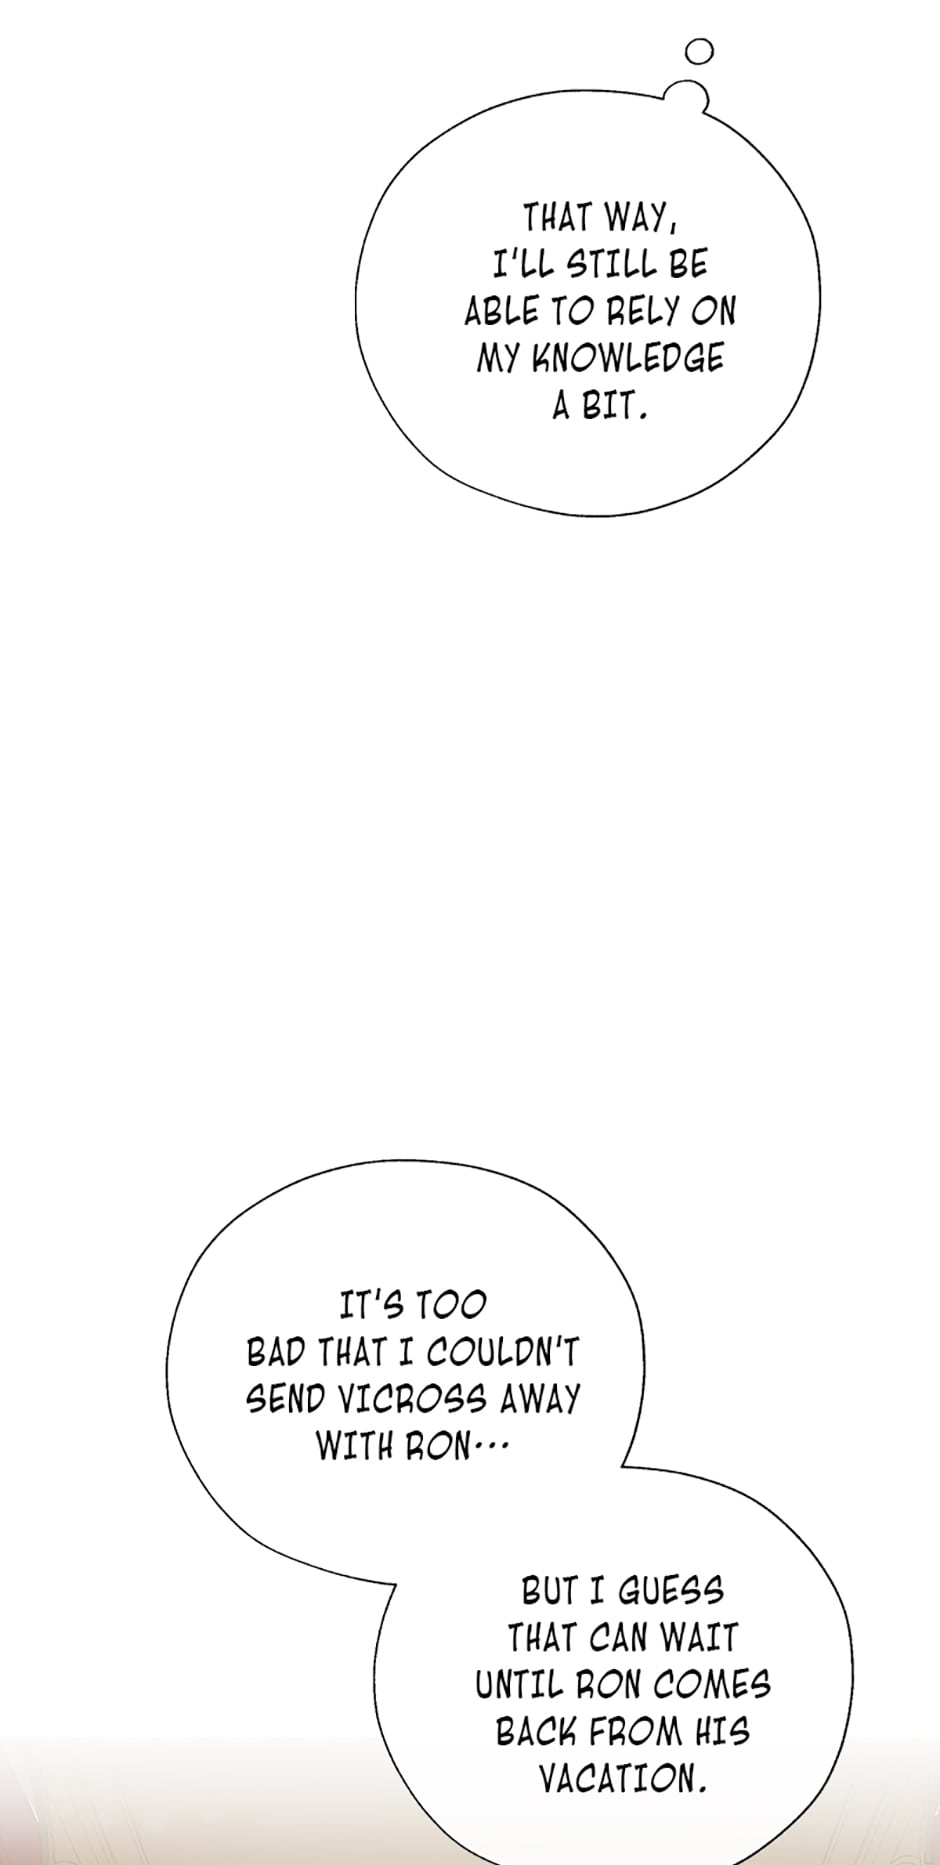 THAT WAY,
I'LL STILL BE
ABLE TO RELY ON
MY KNOWLEDGE
A BIT.
IT'S TOO
BAD THAT I COULDN'T
SEND VICROSS AWAY
WITH RON...
BUT I GUESS
THAT CAN WAIT
UNTIL RON COMES
BACK FROM HIS
VACATION.